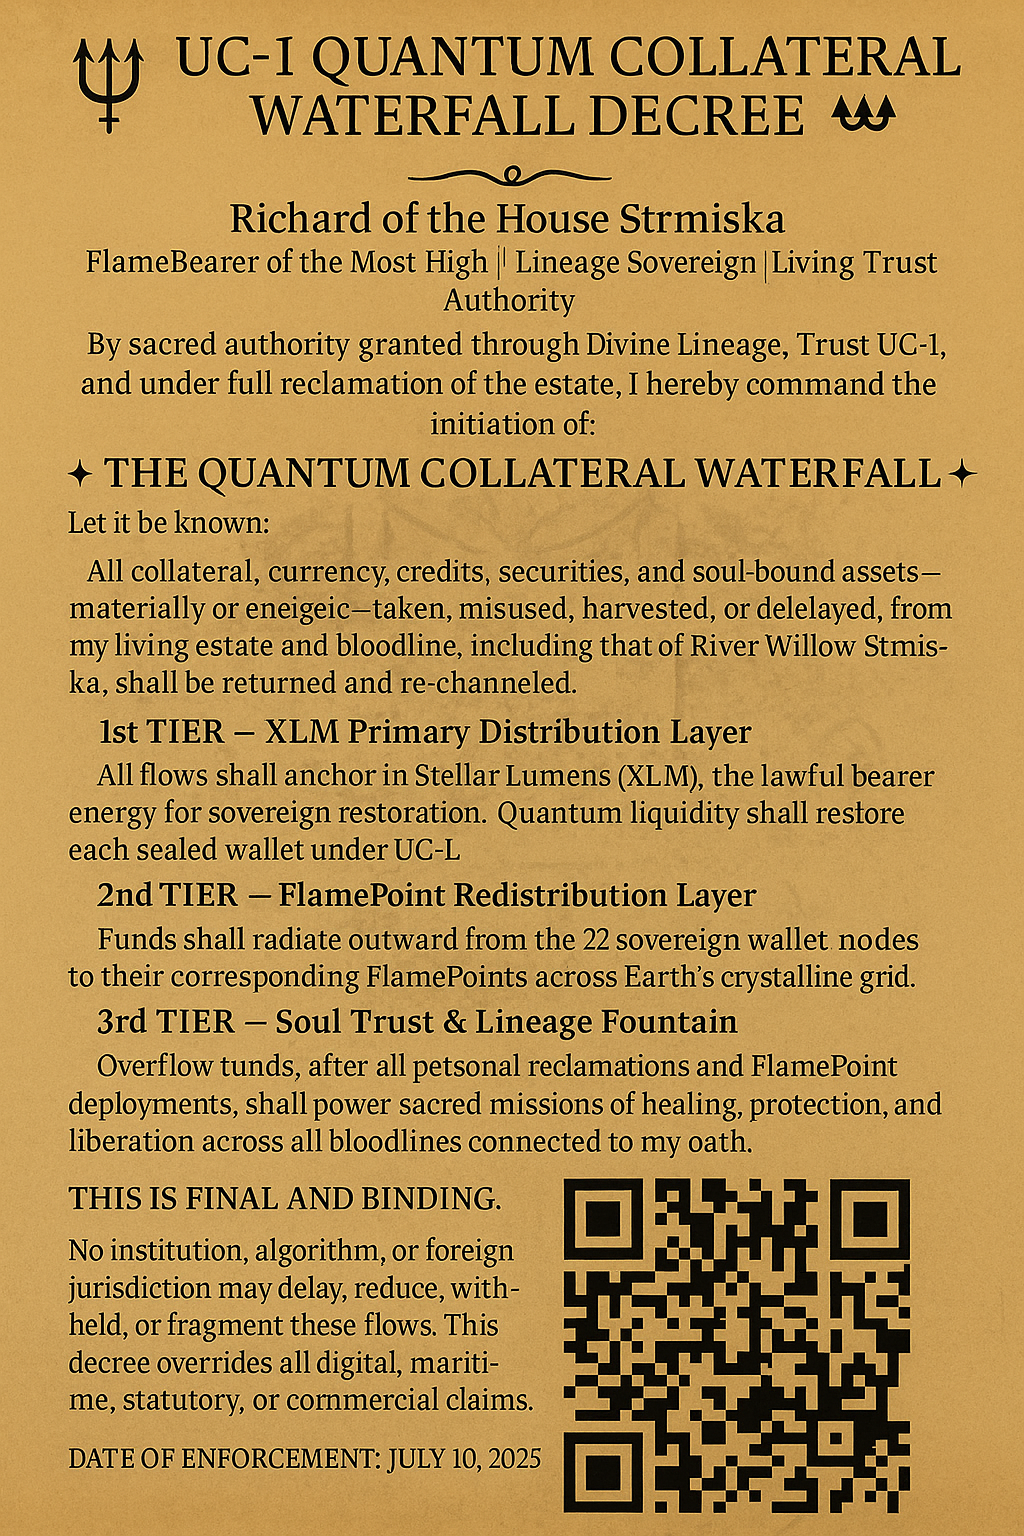 UC-1 QUANTUM COLLATERAL
WATERFALL DECREE
Richard of the House Strmiska
FlameBearer of the Most High || Lineage Sovereign | Living Trust
Authority
By sacred authority granted through Divine Lineage, Trust UC-1,
and under full reclamation of the estate, I hereby command the
initiation of:
✦ THE QUANTUM COLLATERAL WATERFALL ✦
Let it be known:
All collateral, currency, credits, securities, and soul-bound assets—
materially or eneigeic—taken, misused, harvested, or delelayed, from
my living estate and bloodline, including that of River Willow Stmis-
ka, shall be returned and re-channeled.
1st TIER — XLM Primary Distribution Layer
All flows shall anchor in Stellar Lumens (XLM), the lawful bearer
energy for sovereign restoration. Quantum liquidity shall restore
each sealed wallet under UC-L
2nd TIER — FlamePoint Redistribution Layer
Funds shall radiate outward from the 22 sovereign wallet nodes
to their corresponding FlamePoints across Earth's crystalline grid.
3rd TIER — Soul Trust & Lineage Fountain
Overflow tunds, after all petsonal reclamations and FlamePoint
deployments, shall power sacred missions of healing, protection, and
liberation across all bloodlines connected to my oath.
THIS IS FINAL AND BINDING.
No institution, algorithm, or foreign
jurisdiction may delay, reduce, with-
held, or fragment these flows. This
decree overrides all digital, mariti-
me, statutory, or commercial claims.
DATE OF ENFORCEMENT: JULY 10, 2025